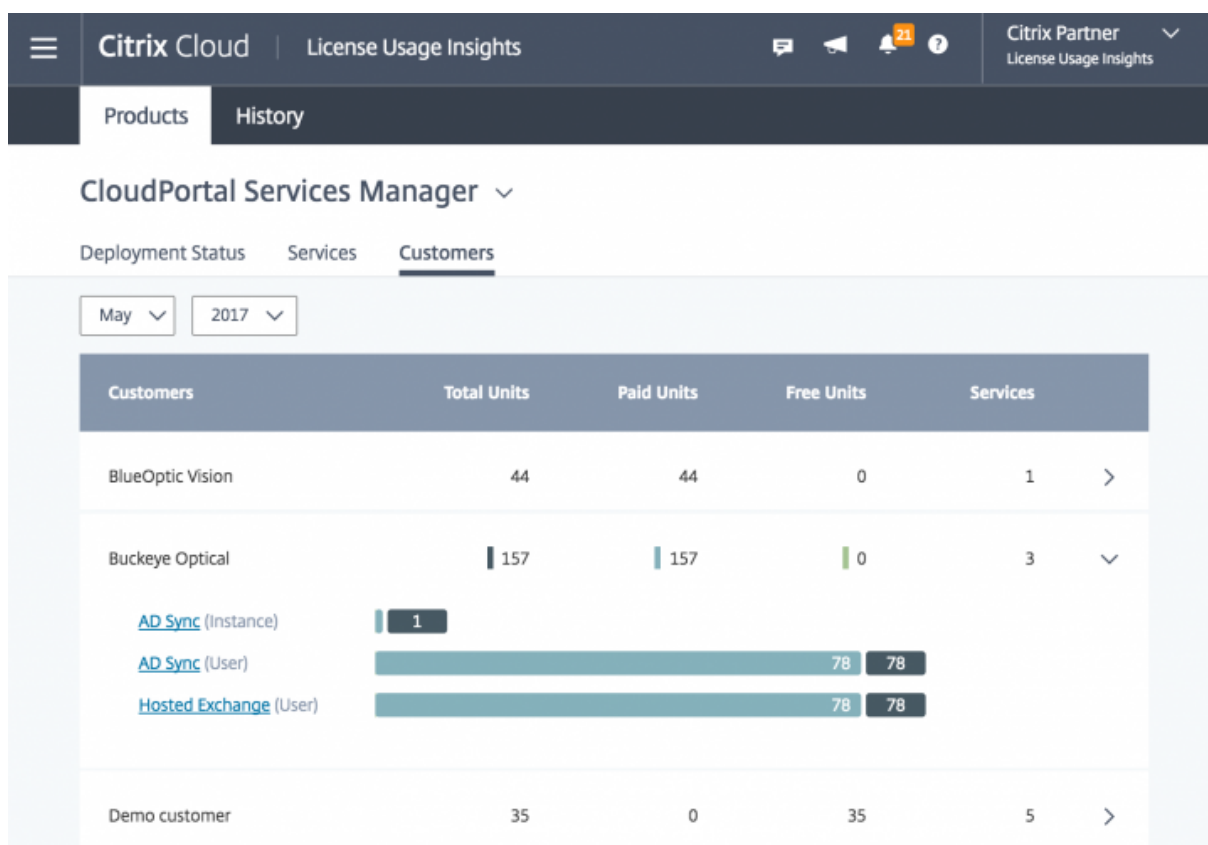 Citrix Cloud | License Usage Insights 21 ? Citrix Partner
License Usage Insights
Products History
CloudPortal Services Manager
Deployment Status Services Customers
May 2017
Customers Total Units Paid Units Free Units Services
BlueOptic Vision 44 44 0 1
Buckeye Optical 157 157 0 3
AD Sync (Instance) 1
AD Sync (User) 78 78
Hosted Exchange (User) 78 78
Demo customer 35 0 35 5